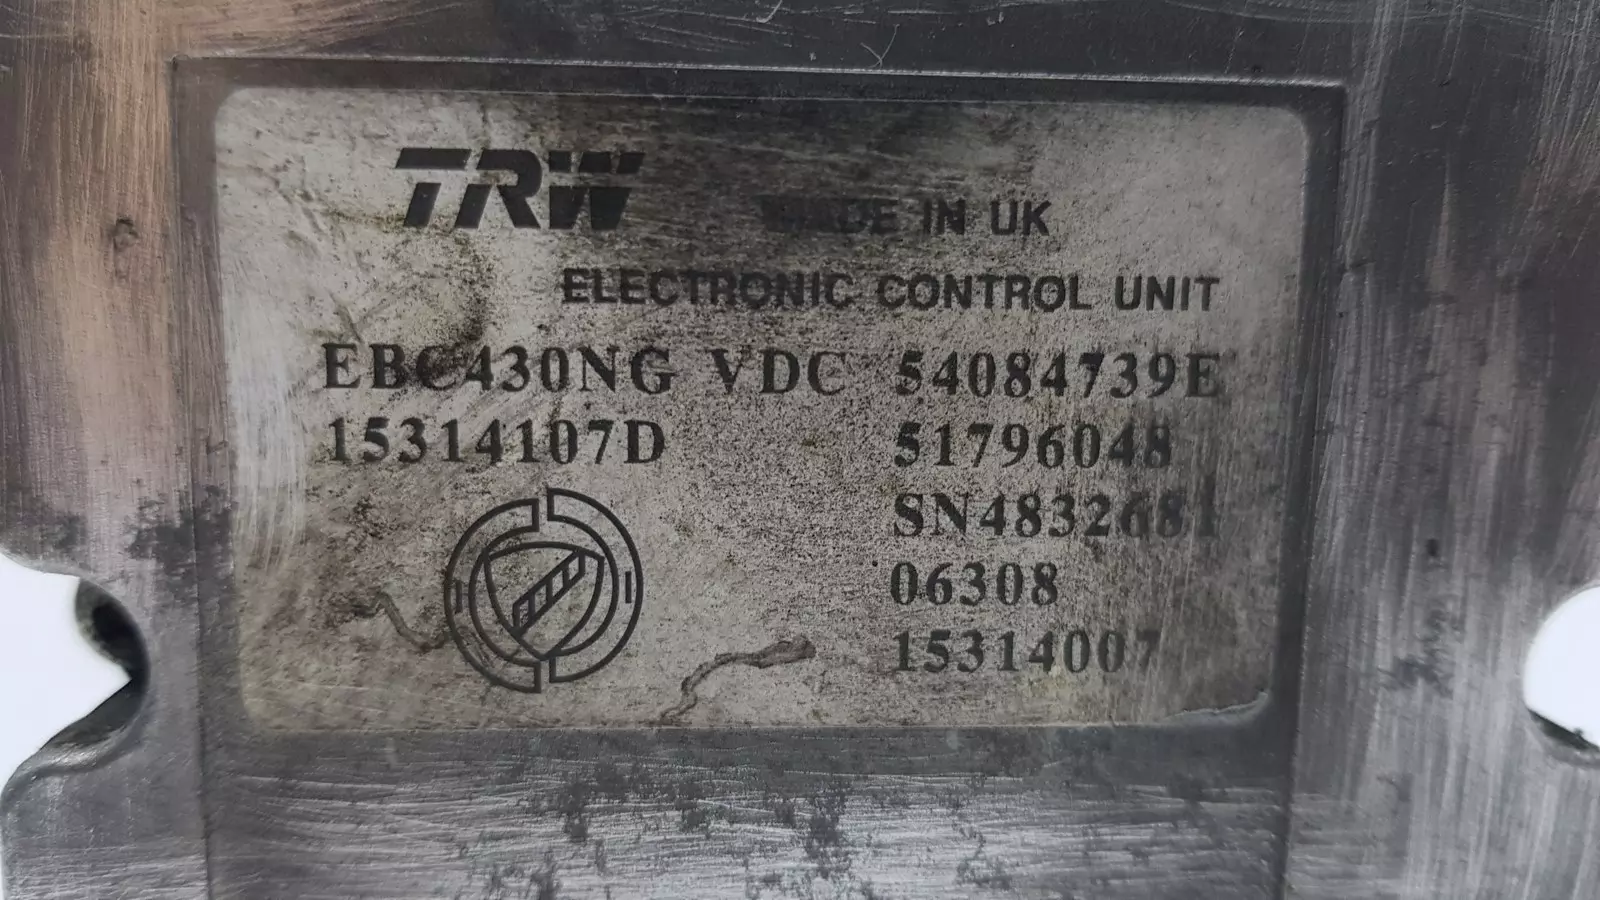 TRW MADE IN UK
ELECTRONIC CONTROL UNIT
EBC430NG VDC 54084739E
15314107D 51796048
SN4832681
06308
15314007